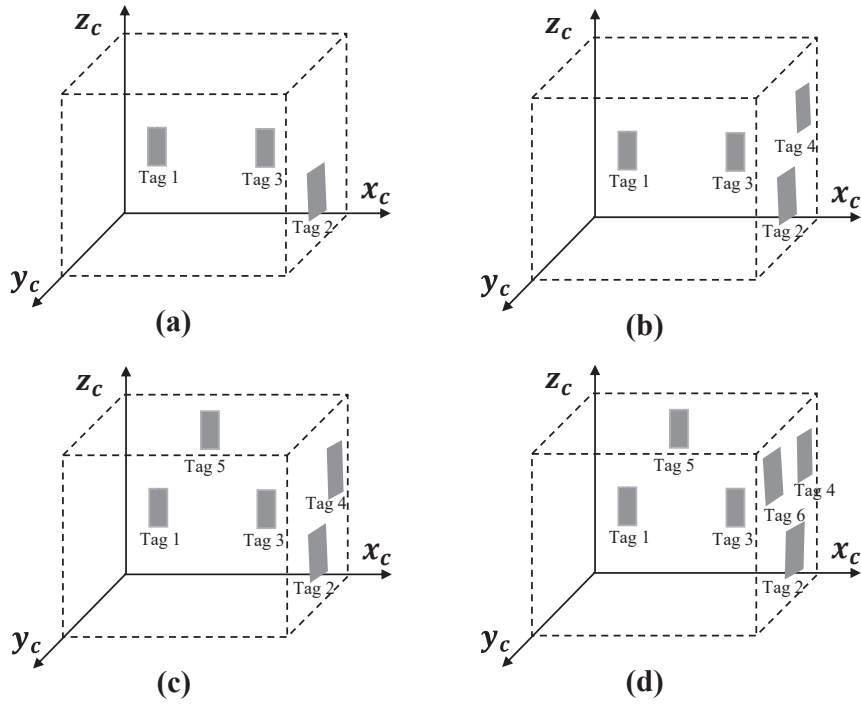 z_c
Tag 1
Tag 3
x_c
Tag 2
y_c
(a)
z_c
Tag 4
Tag 1
Tag 3
x_c
Tag 2
y_c
(b)
z_c
Tag 5
Tag 4
Tag 1
Tag 3
x_c
Tag 2
y_c
(c)
z_c
Tag 5
Tag 4
Tag 6
Tag 1
Tag 3
x_c
Tag 2
y_c
(d)